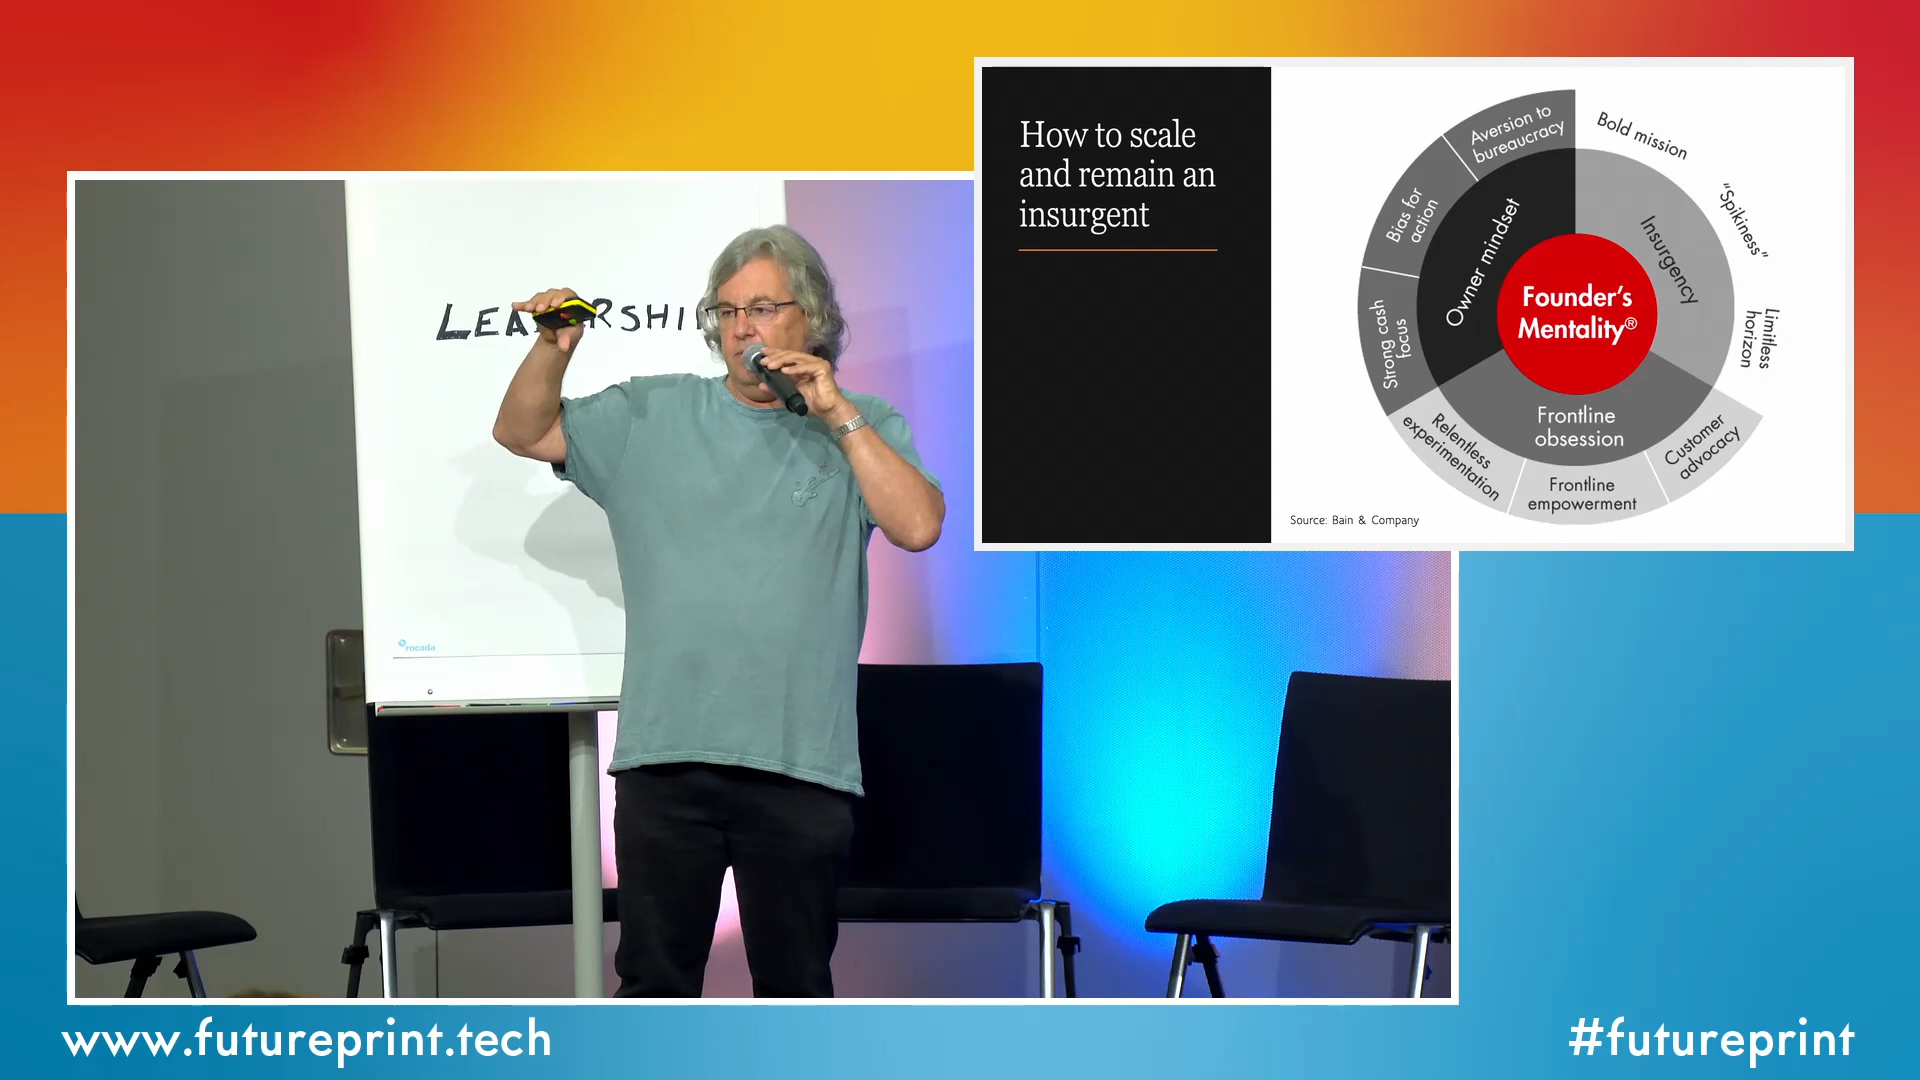 How to scale
and remain an
insurgent
Aversion to
bureaucracy
Bias for
action
Strong cash
focus
Owner mindset
Bold mission
"Spikiness"
Limitless
horizon
Insurgency
Founder's
Mentality®
Frontline
obsession
Relentless
experimentation
Frontline
empowerment
Customer
advocacy
Source: Bain & Company
LEADERSHI
rocada
www.futureprint.tech
#futureprint